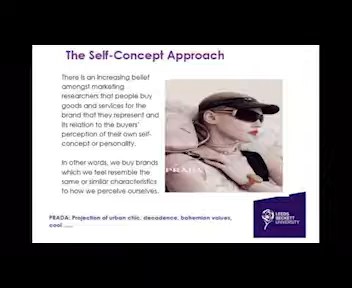 The Self-Concept Approach
There is an increasing belief
amongst marketing
researchers that people buy
goods and services for the
brand that they represent and
its relation to the buyers'
perception of their own self-
concept or personality.
In other words, we buy brands
which we feel resemble the
same or similar characteristics
to how we perceive ourselves.
PRADA
PRADA: Projection of urban chic, decadence, bohemian values,
cool .....
LEEDS
BECKETT
UNIVERSITY